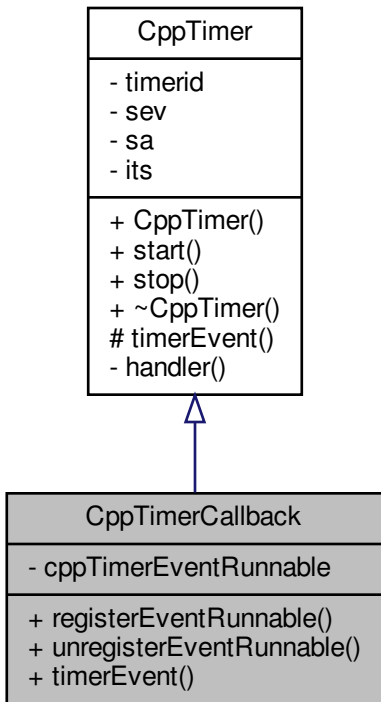 CppTimer
- timerid
- sev
- sa
- its
+ CppTimer()
+ start()
+ stop()
+ ~CppTimer()
# timerEvent()
- handler()
CppTimerCallback
- cppTimerEventRunnable
+ registerEventRunnable()
+ unregisterEventRunnable()
+ timerEvent()